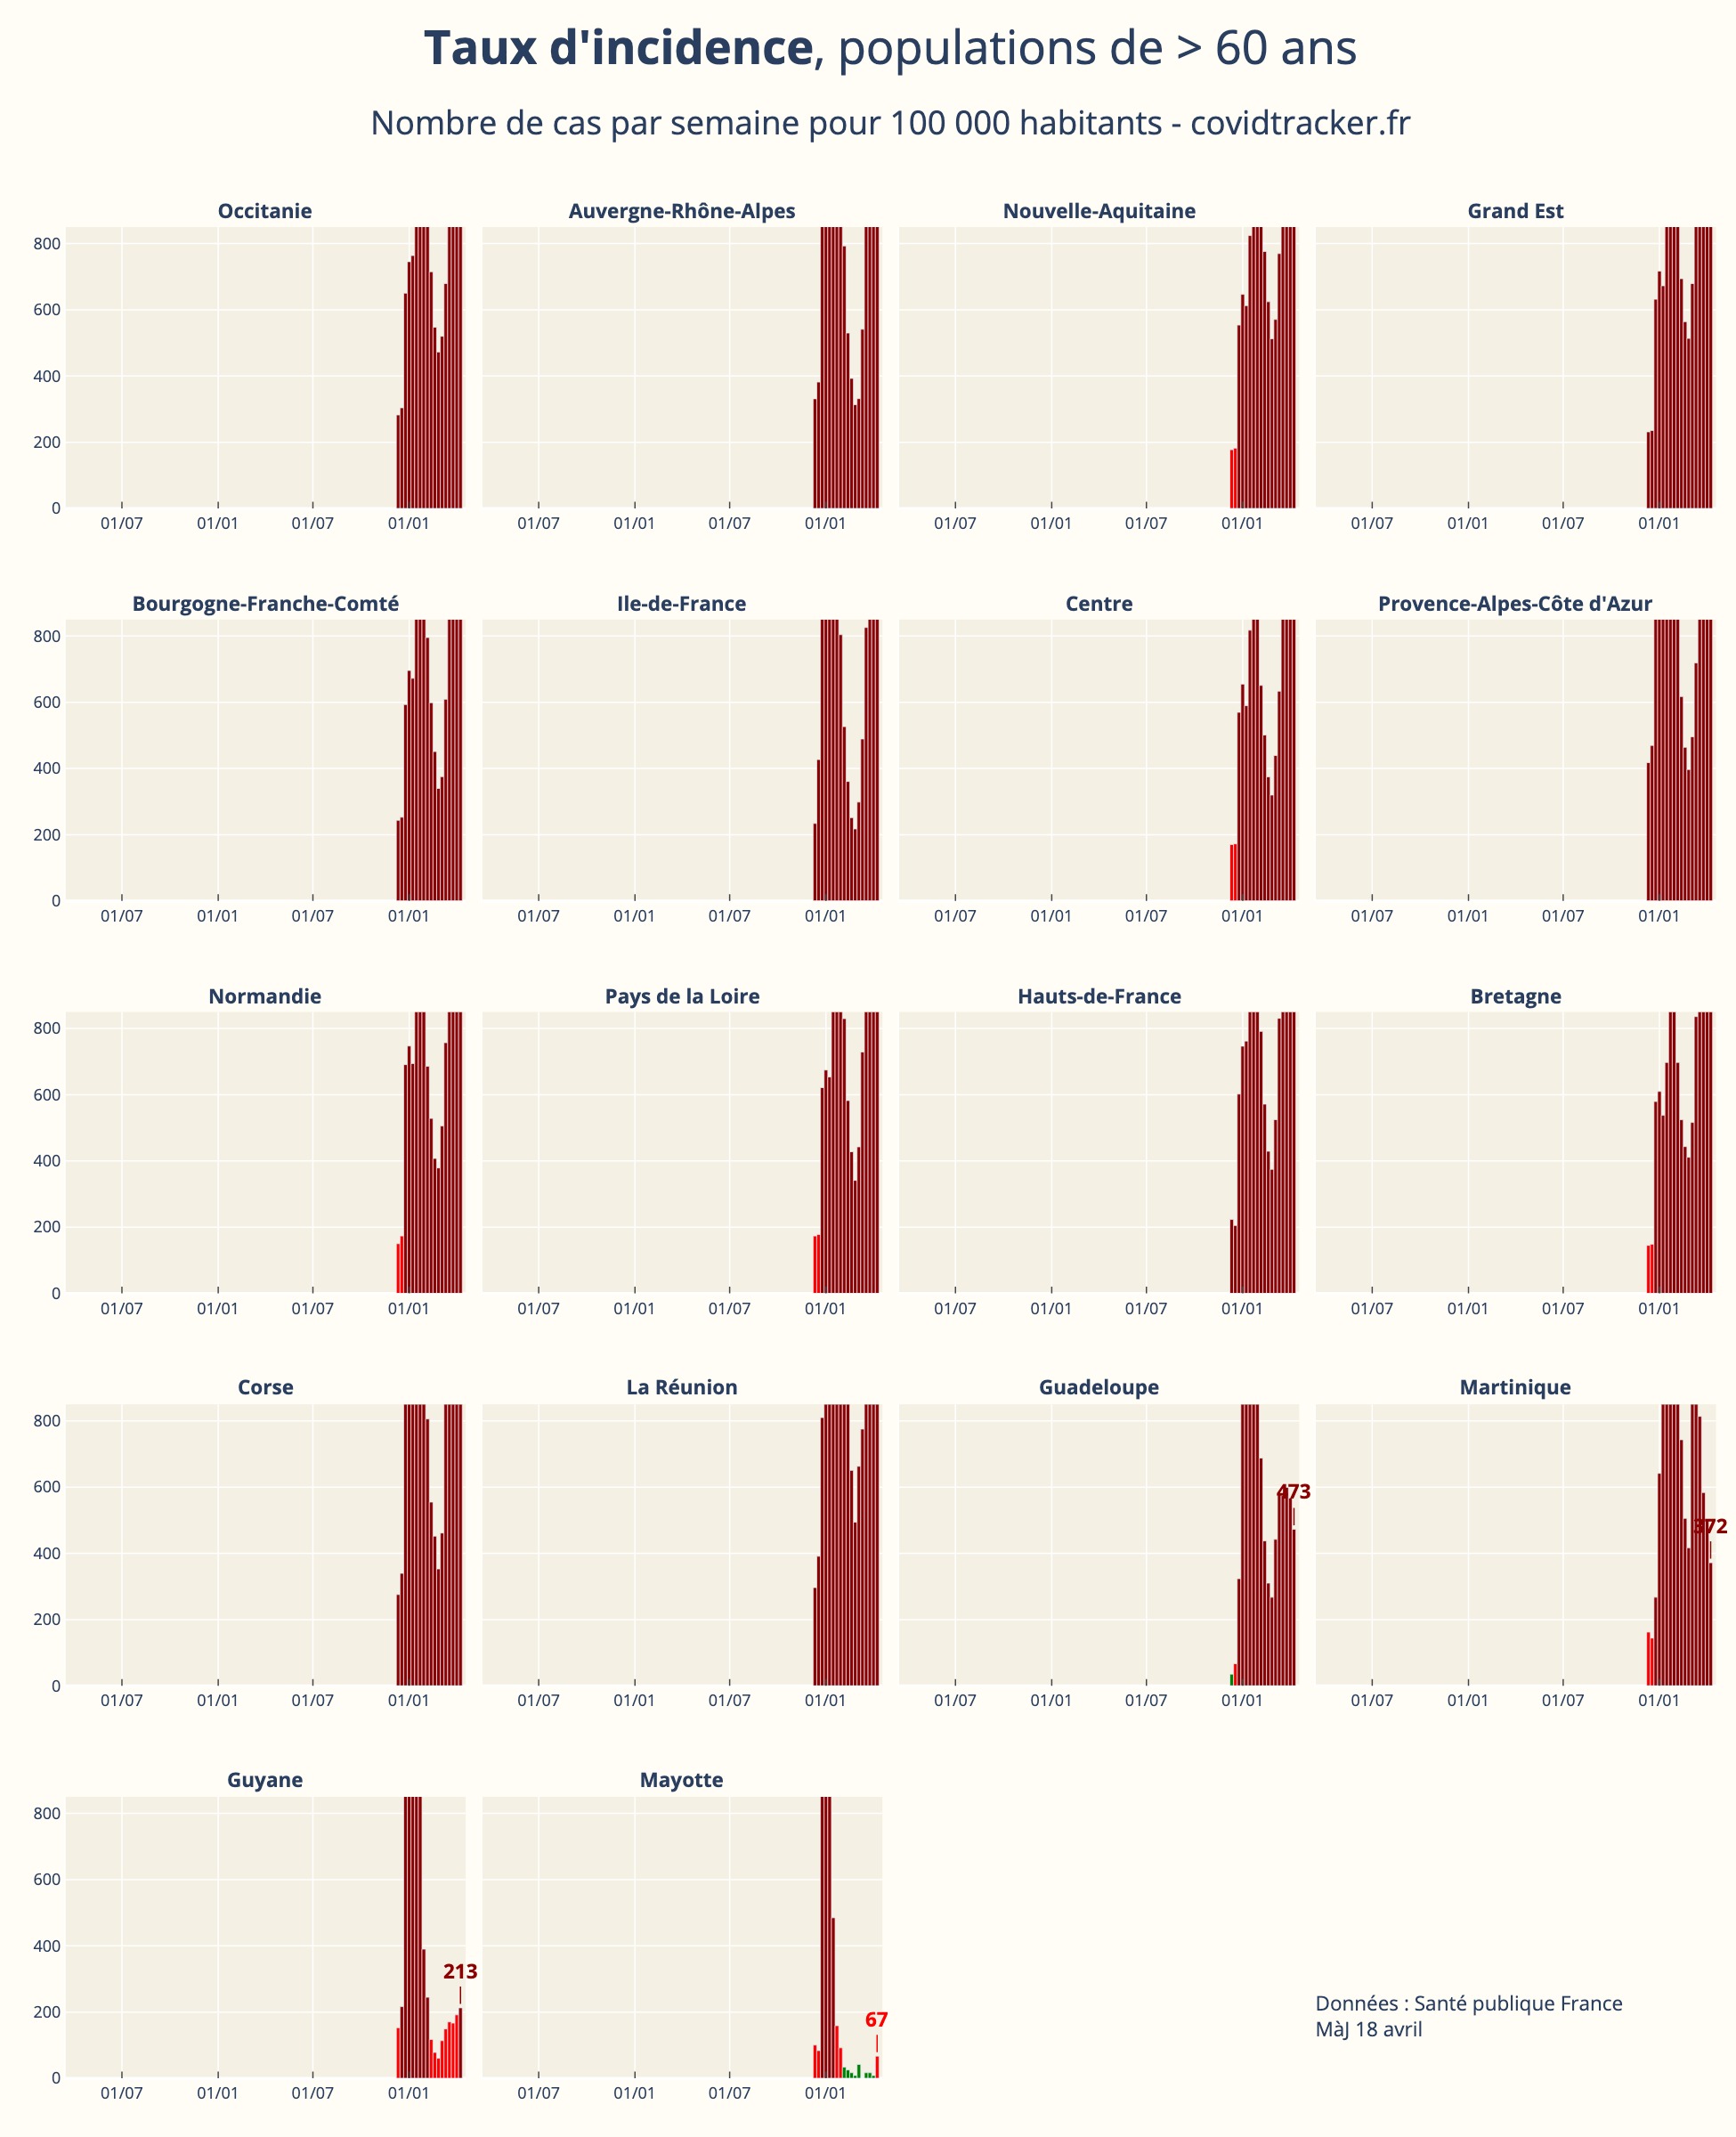 Taux d'incidence, populations de > 60 ans
Nombre de cas par semaine pour 100 000 habitants - covidtracker.fr
Occitanie
Auvergne-Rhône-Alpes
Nouvelle-Aquitaine
Grand Est
800
600
400
200
0
01/07 01/01 01/07 01/01
01/07 01/01 01/07 01/01
01/07 01/01 01/07 01/01
01/07 01/01 01/07 01/01
Bourgogne-Franche-Comté
Ile-de-France
Centre
Provence-Alpes-Côte d'Azur
800
600
400
200
0
01/07 01/01 01/07 01/01
01/07 01/01 01/07 01/01
01/07 01/01 01/07 01/01
01/07 01/01 01/07 01/01
Normandie
Pays de la Loire
Hauts-de-France
Bretagne
800
600
400
200
0
01/07 01/01 01/07 01/01
01/07 01/01 01/07 01/01
01/07 01/01 01/07 01/01
01/07 01/01 01/07 01/01
Corse
La Réunion
Guadeloupe
Martinique
800
600
400
200
0
473
372
01/07 01/01 01/07 01/01
01/07 01/01 01/07 01/01
01/07 01/01 01/07 01/01
01/07 01/01 01/07 01/01
Guyane
Mayotte
800
600
400
200
0
213
67
01/07 01/01 01/07 01/01
01/07 01/01 01/07 01/01
Données : Santé publique France
MàJ 18 avril